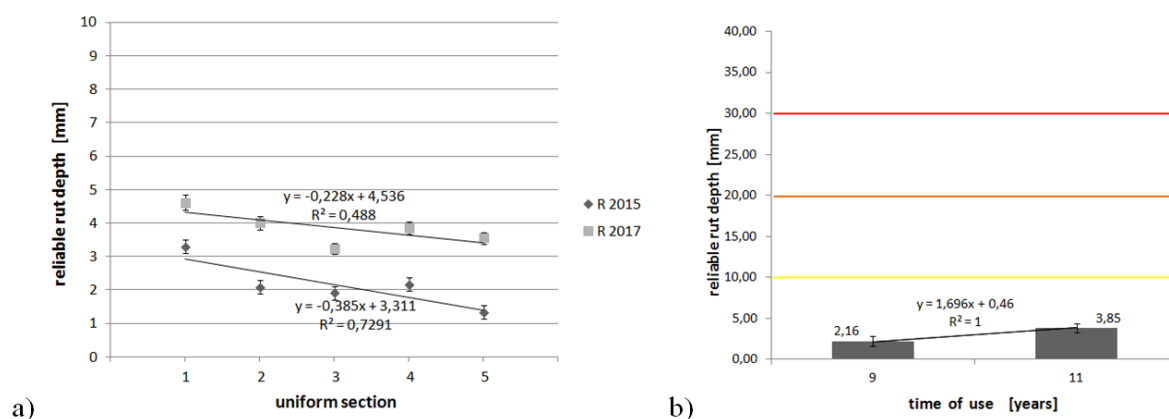 10
9
8
7
6
5
4
3
2
1
0
reliable rut depth [mm]
y = -0,228x + 4,536
R² = 0,488
y = -0,385x + 3,311
R² = 0,7291
1 2 3 4 5
uniform section
R 2015
R 2017
a)
40,00
35,00
30,00
25,00
20,00
15,00
10,00
5,00
0,00
reliable rut depth [mm]
y = 1,696x + 0,46
R² = 1
2,16
3,85
9 11
time of use [years]
b)